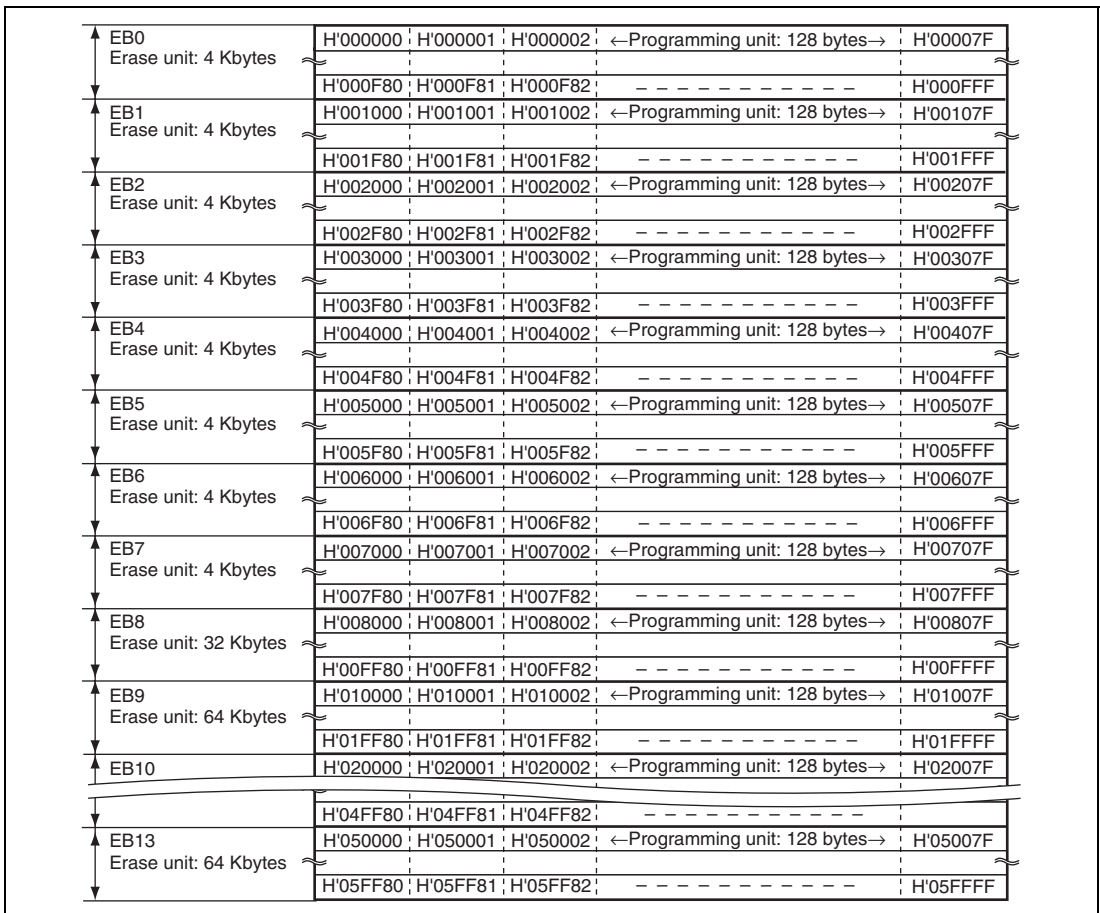 EB0 H'000000 H'000001 H'000002 ←Programming unit: 128 bytes→ H'00007F
Erase unit: 4 Kbytes
H'000F80 H'000F81 H'000F82 – – – – – – – – – – – H'000FFF
EB1 H'001000 H'001001 H'001002 ←Programming unit: 128 bytes→ H'00107F
Erase unit: 4 Kbytes
H'001F80 H'001F81 H'001F82 – – – – – – – – – – – H'001FFF
EB2 H'002000 H'002001 H'002002 ←Programming unit: 128 bytes→ H'00207F
Erase unit: 4 Kbytes
H'002F80 H'002F81 H'002F82 – – – – – – – – – – – H'002FFF
EB3 H'003000 H'003001 H'003002 ←Programming unit: 128 bytes→ H'00307F
Erase unit: 4 Kbytes
H'003F80 H'003F81 H'003F82 – – – – – – – – – – – H'003FFF
EB4 H'004000 H'004001 H'004002 ←Programming unit: 128 bytes→ H'00407F
Erase unit: 4 Kbytes
H'004F80 H'004F81 H'004F82 – – – – – – – – – – – H'004FFF
EB5 H'005000 H'005001 H'005002 ←Programming unit: 128 bytes→ H'00507F
Erase unit: 4 Kbytes
H'005F80 H'005F81 H'005F82 – – – – – – – – – – – H'005FFF
EB6 H'006000 H'006001 H'006002 ←Programming unit: 128 bytes→ H'00607F
Erase unit: 4 Kbytes
H'006F80 H'006F81 H'006F82 – – – – – – – – – – – H'006FFF
EB7 H'007000 H'007001 H'007002 ←Programming unit: 128 bytes→ H'00707F
Erase unit: 4 Kbytes
H'007F80 H'007F81 H'007F82 – – – – – – – – – – – H'007FFF
EB8 H'008000 H'008001 H'008002 ←Programming unit: 128 bytes→ H'00807F
Erase unit: 32 Kbytes
H'00FF80 H'00FF81 H'00FF82 – – – – – – – – – – – H'00FFFF
EB9 H'010000 H'010001 H'010002 ←Programming unit: 128 bytes→ H'01007F
Erase unit: 64 Kbytes
H'01FF80 H'01FF81 H'01FF82 – – – – – – – – – – – H'01FFFF
EB10 H'020000 H'020001 H'020002 ←Programming unit: 128 bytes→ H'02007F
H'04FF80 H'04FF81 H'04FF82 – – – – – – – – – – –
EB13 H'050000 H'050001 H'050002 ←Programming unit: 128 bytes→ H'05007F
Erase unit: 64 Kbytes
H'05FF80 H'05FF81 H'05FF82 – – – – – – – – – – – H'05FFFF